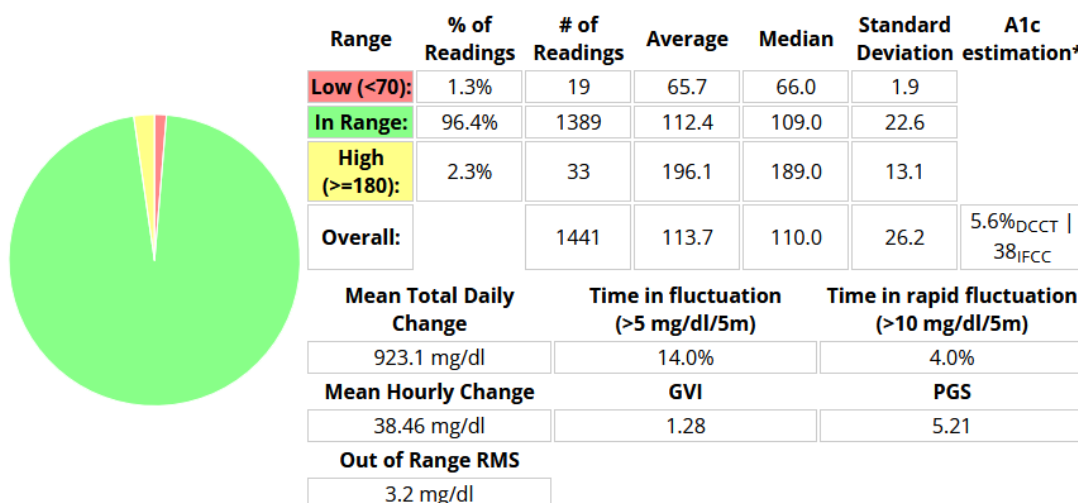 Range % of Readings # of Readings Average Median Standard Deviation A1c estimation*
Low (<70): 1.3% 19 65.7 66.0 1.9
In Range: 96.4% 1389 112.4 109.0 22.6
High (>=180): 2.3% 33 196.1 189.0 13.1
Overall: 1441 113.7 110.0 26.2 5.6%DCCT | 38IFCC
Mean Total Daily Change Time in fluctuation (>5 mg/dl/5m) Time in rapid fluctuation (>10 mg/dl/5m)
923.1 mg/dl 14.0% 4.0%
Mean Hourly Change GVI PGS
38.46 mg/dl 1.28 5.21
Out of Range RMS
3.2 mg/dl